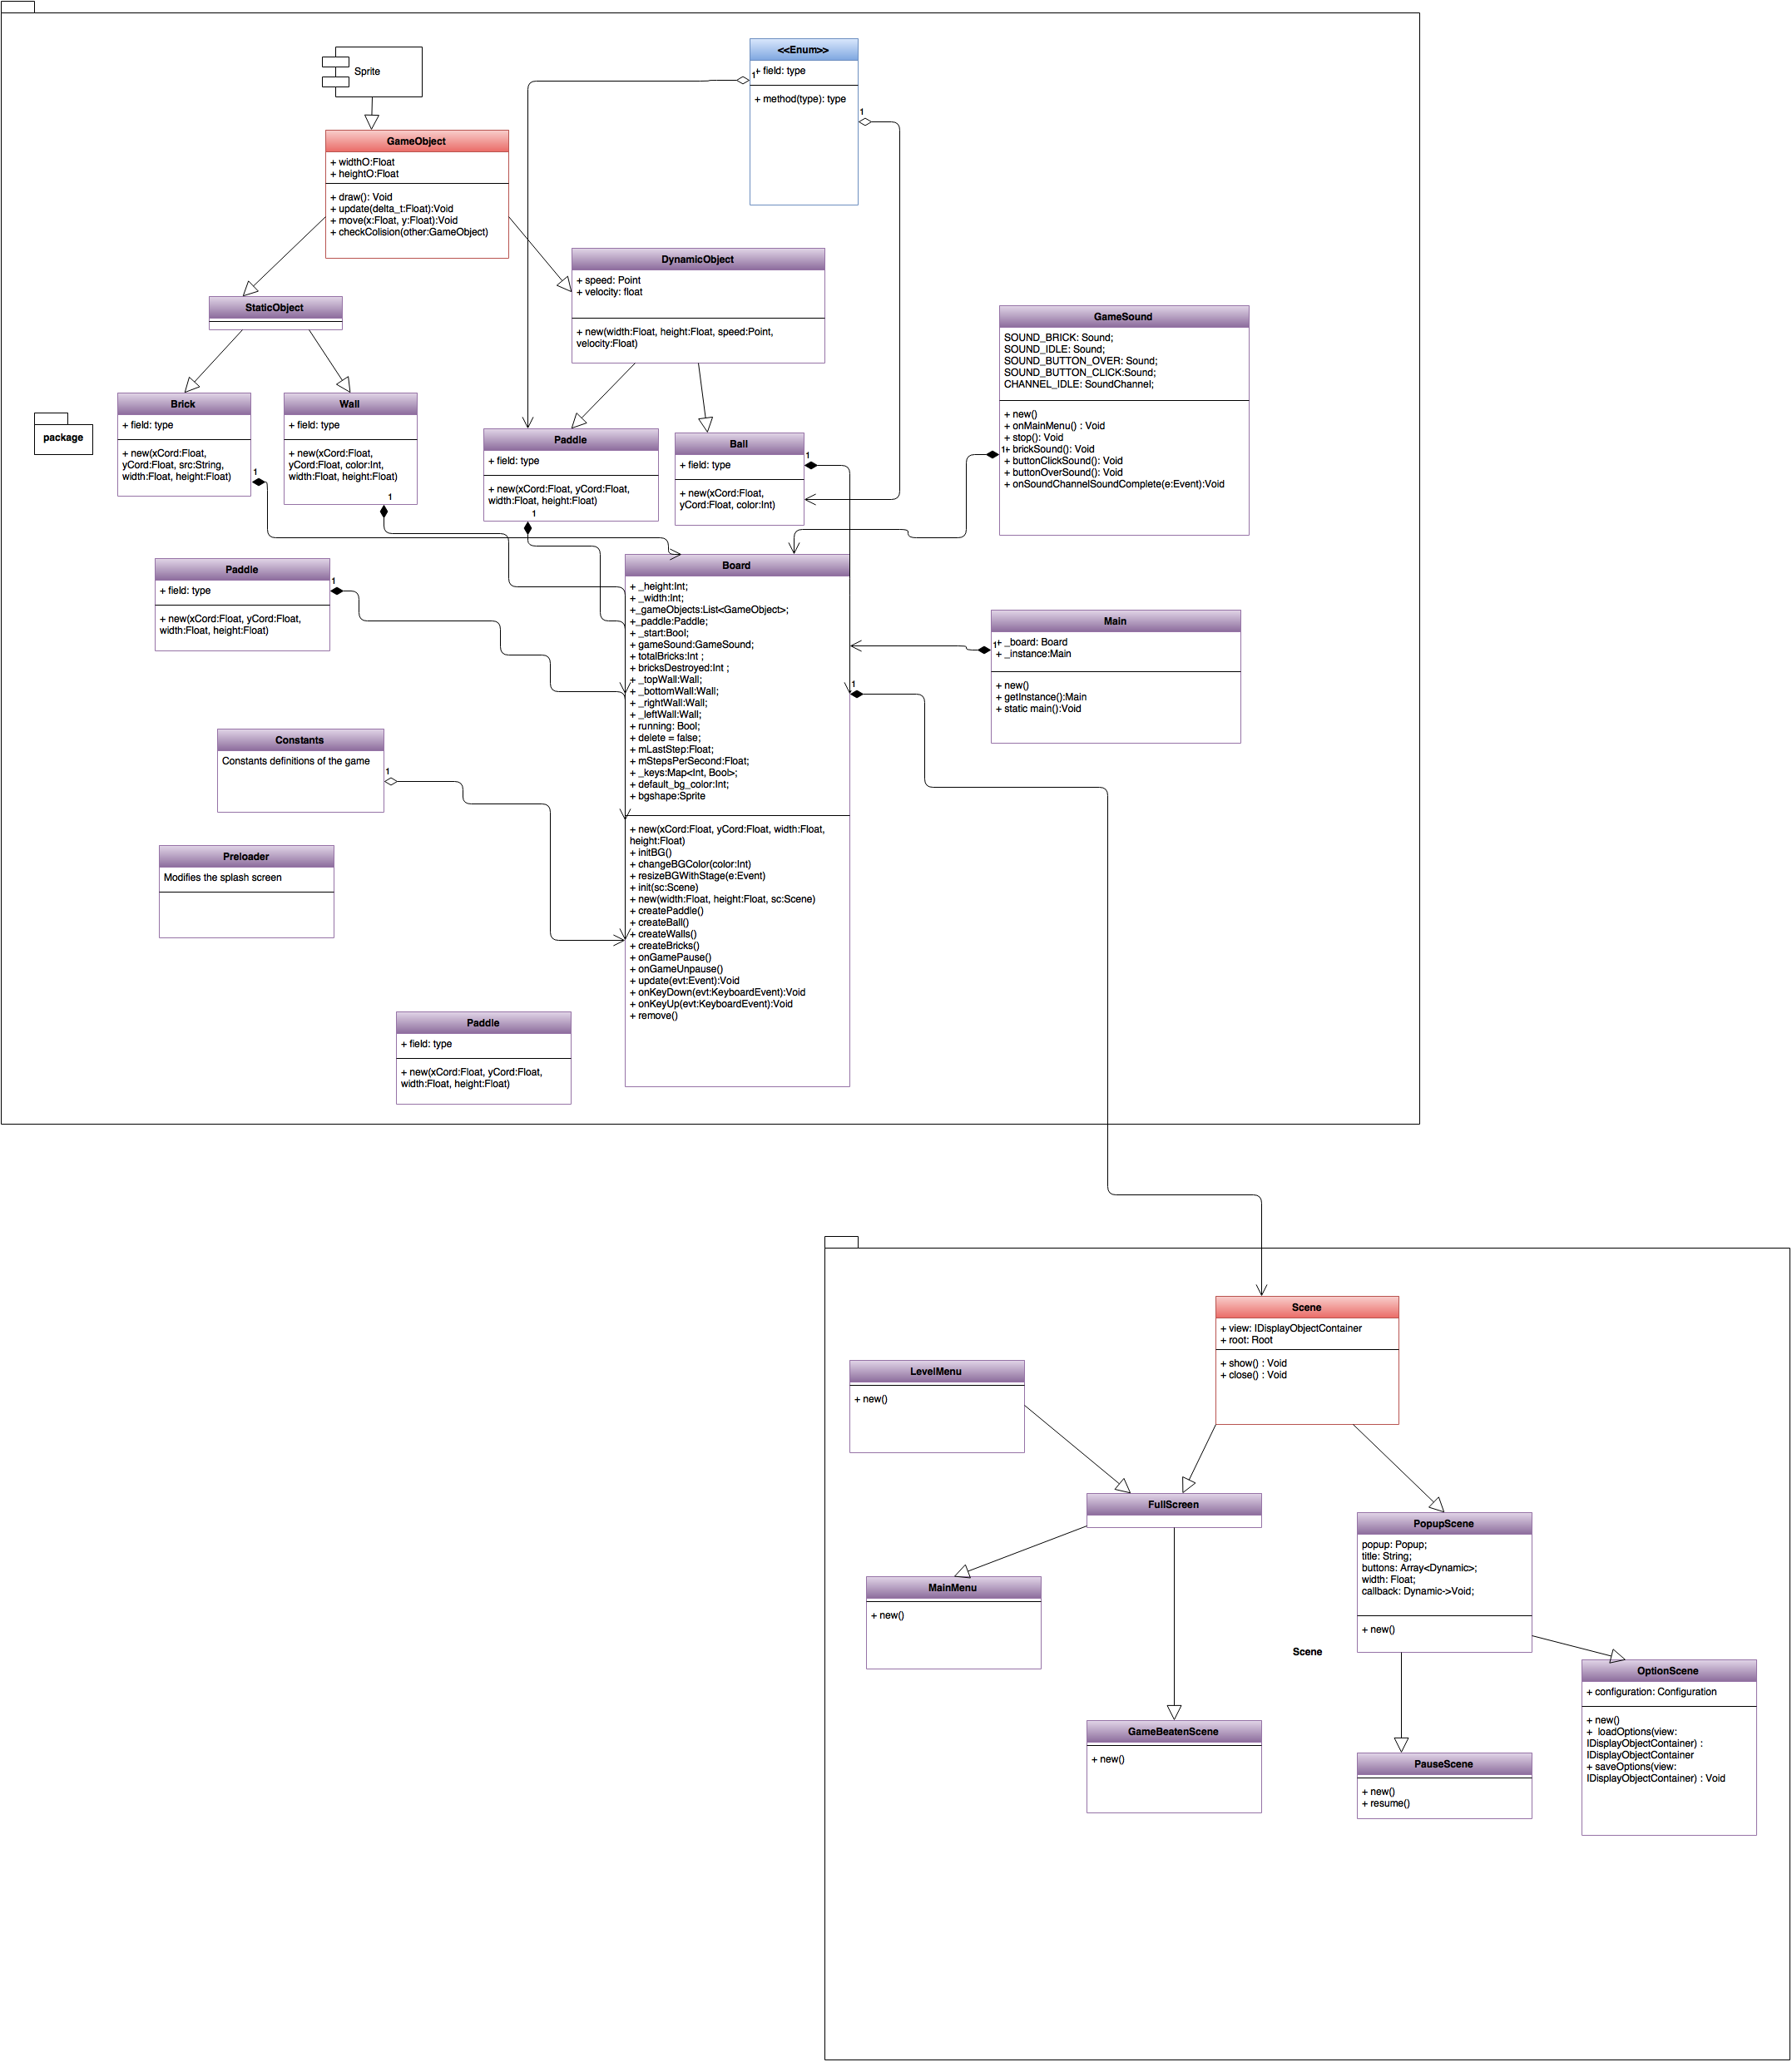 Sprite
<<Enum>>
+ field: type
+ method(type): type
1
1
GameObject
+ widthO:Float
+ heightO:Float
+ draw(): Void
+ update(delta_t:Float):Void
+ move(x:Float, y:Float):Void
+ checkColision(other:GameObject)
DynamicObject
+ speed: Point
+ velocity: float
+ new(width:Float, height:Float, speed:Point,
velocity:Float)
StaticObject
GameSound
SOUND_BRICK: Sound;
SOUND_IDLE: Sound;
SOUND_BUTTON_OVER: Sound;
SOUND_BUTTON_CLICK:Sound;
CHANNEL_IDLE: SoundChannel;
+ new()
+ onMainMenu() : Void
+ stop(): Void
+ brickSound(): Void
+ buttonClickSound(): Void
+ buttonOverSound(): Void
+ onSoundChannelSoundComplete(e:Event):Void
1
package
Brick
+ field: type
+ new(xCord:Float,
yCord:Float, src:String,
width:Float, height:Float)
1
Wall
+ field: type
+ new(xCord:Float,
yCord:Float, color:Int,
width:Float, height:Float)
1
Paddle
+ field: type
+ new(xCord:Float, yCord:Float,
width:Float, height:Float)
1
Ball
+ field: type
+ new(xCord:Float,
yCord:Float, color:Int)
1
Paddle
+ field: type
+ new(xCord:Float, yCord:Float,
width:Float, height:Float)
1
Board
+ _height:Int;
+ _width:Int;
+_gameObjects:List<GameObject>;
+_paddle:Paddle;
+ _start:Bool;
+ gameSound:GameSound;
+ totalBricks:Int ;
+ bricksDestroyed:Int ;
+ _topWall:Wall;
+ _bottomWall:Wall;
+ _rightWall:Wall;
+ _leftWall:Wall;
+ running: Bool;
+ delete = false;
+ mLastStep:Float;
+ mStepsPerSecond:Float;
+ _keys:Map<Int, Bool>;
+ default_bg_color:Int;
+ bgshape:Sprite
+ new(xCord:Float, yCord:Float, width:Float,
height:Float)
+ initBG()
+ changeBGColor(color:Int)
+ resizeBGWithStage(e:Event)
+ init(sc:Scene)
+ new(width:Float, height:Float, sc:Scene)
+ createPaddle()
+ createBall()
+ createWalls()
+ createBricks()
+ onGamePause()
+ onGameUnpause()
+ update(evt:Event):Void
+ onKeyDown(evt:KeyboardEvent):Void
+ onKeyUp(evt:KeyboardEvent):Void
+ remove()
1
Main
+ _board: Board
+ _instance:Main
+ new()
+ getInstance():Main
+ static main():Void
1
Constants
Constants definitions of the game
1
Preloader
Modifies the splash screen
Paddle
+ field: type
+ new(xCord:Float, yCord:Float,
width:Float, height:Float)
Scene
+ view: IDisplayObjectContainer
+ root: Root
+ show() : Void
+ close() : Void
LevelMenu
+ new()
FullScreen
PopupScene
popup: Popup;
title: String;
buttons: Array<Dynamic>;
width: Float;
callback: Dynamic->Void;
+ new()
MainMenu
+ new()
Scene
OptionScene
+ configuration: Configuration
+ new()
+  loadOptions(view:
IDisplayObjectContainer) :
IDisplayObjectContainer
+ saveOptions(view:
IDisplayObjectContainer) : Void
GameBeatenScene
+ new()
PauseScene
+ new()
+ resume()